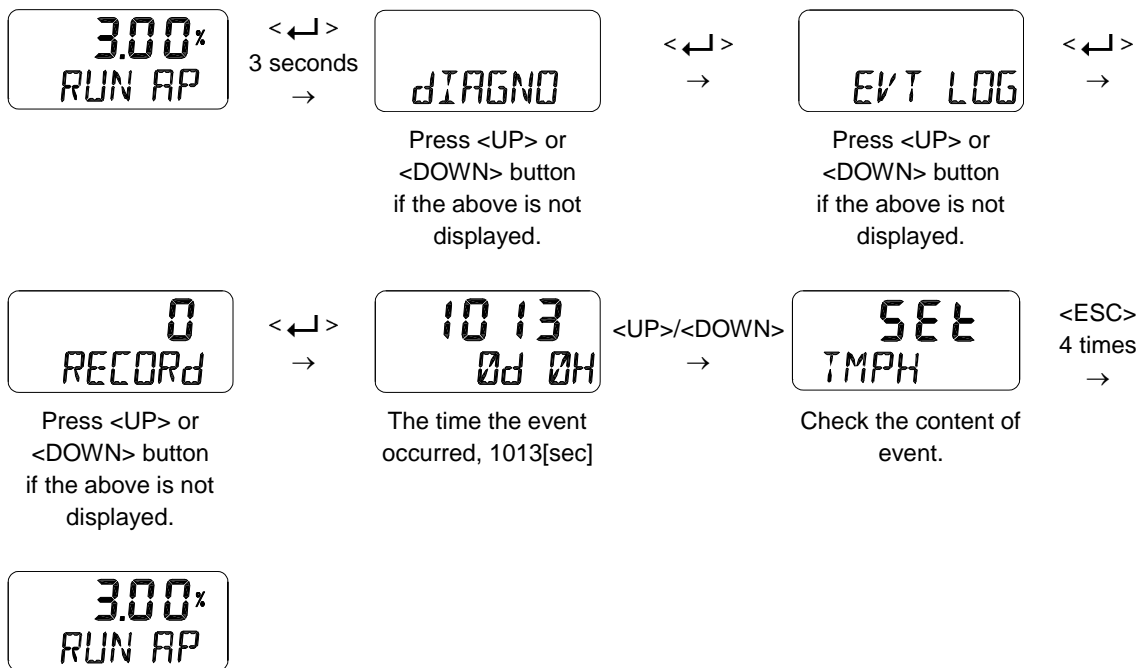 3.00%
RUN AP
< ↵ >
3 seconds
→
dIAGNO
Press <UP> or
<DOWN> button
if the above is not
displayed.
< ↵ >
→
EVT LOG
Press <UP> or
<DOWN> button
if the above is not
displayed.
< ↵ >
→
0
RECORd
Press <UP> or
<DOWN> button
if the above is not
displayed.
< ↵ >
→
1013
0d 0H
The time the event
occurred, 1013[sec]
<UP>/<DOWN>
→
SEt
TMPH
Check the content of
event.
<ESC>
4 times
→
3.00%
RUN AP